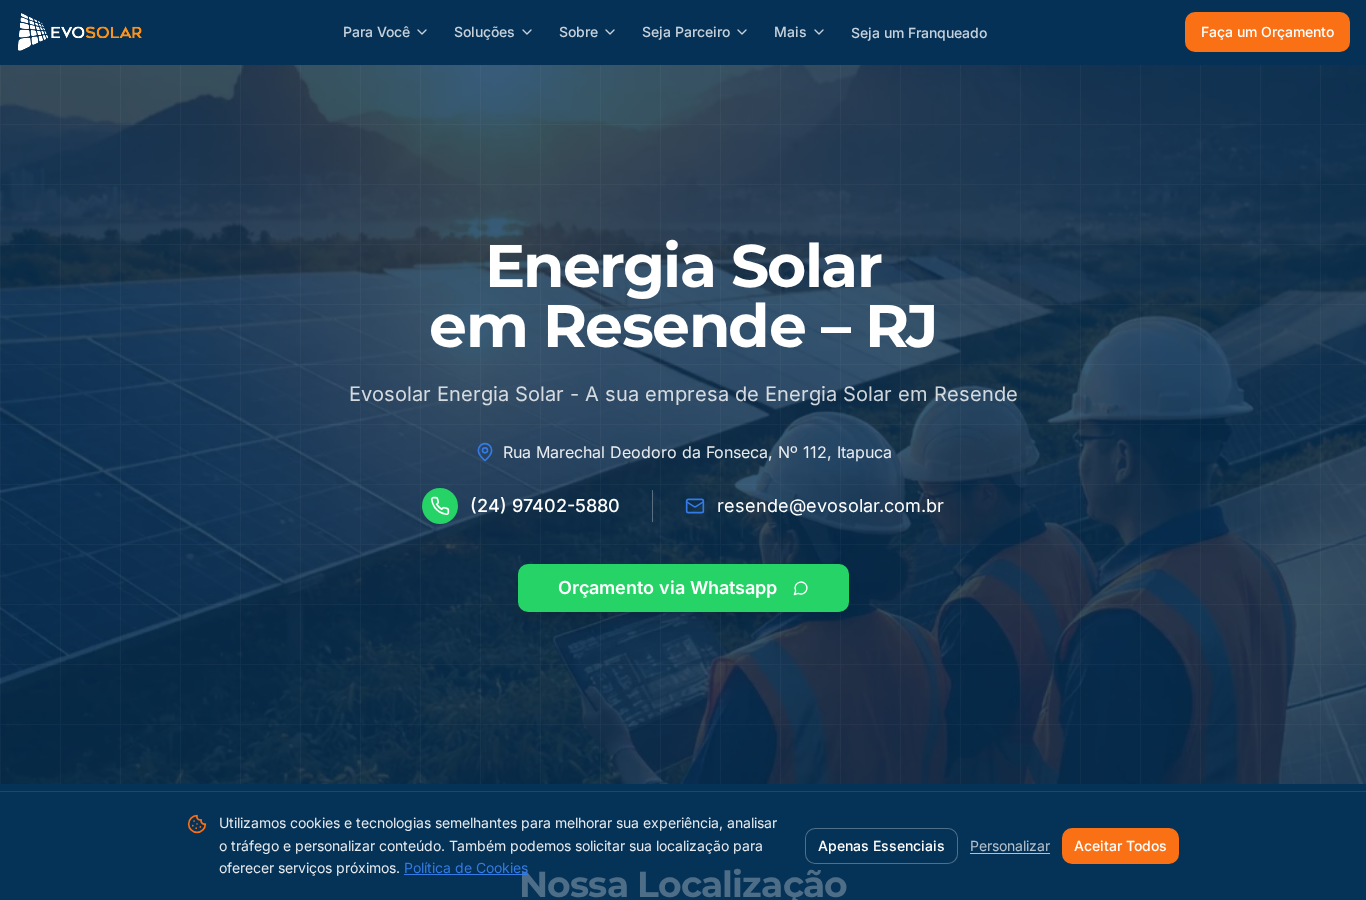 EVOSOLAR
Para Você
Soluções
Sobre
Seja Parceiro
Mais
Seja um Franqueado
Faça um Orçamento
Energia Solar
em Resende – RJ
Evosolar Energia Solar - A sua empresa de Energia Solar em Resende
Rua Marechal Deodoro da Fonseca, Nº 112, Itapuca
(24) 97402-5880
resende@evosolar.com.br
Orçamento via Whatsapp
Utilizamos cookies e tecnologias semelhantes para melhorar sua experiência, analisar
o tráfego e personalizar conteúdo. Também podemos solicitar sua localização para
oferecer serviços próximos. Política de Cookies
Apenas Essenciais
Personalizar
Aceitar Todos
Nossa Localização